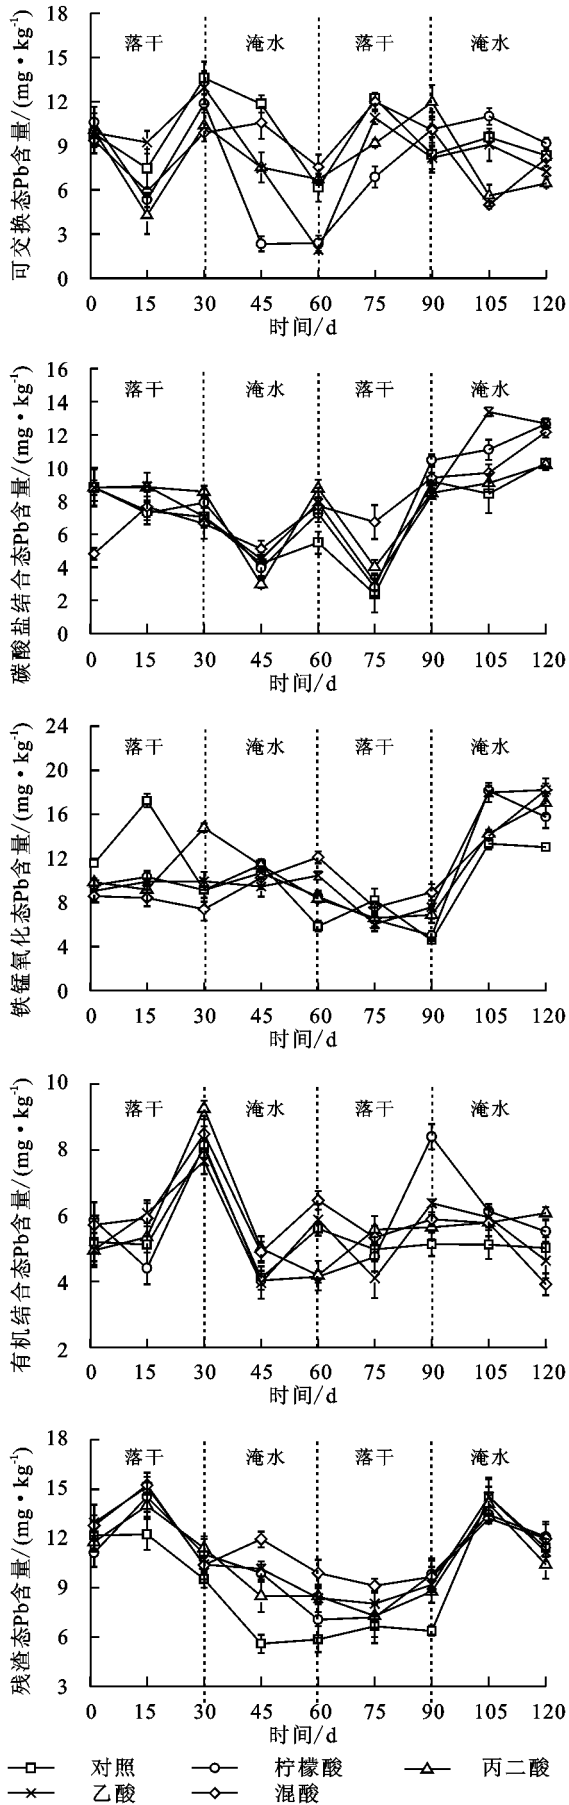 可交换态Pb含量/(mg·kg⁻¹)
18
15
12
9
6
3
0
落干 淹水 落干 淹水
0 15 30 45 60 75 90 105 120
时间/d
碳酸盐结合态Pb含量/(mg·kg⁻¹)
16
14
12
10
8
6
4
2
0
落干 淹水 落干 淹水
0 15 30 45 60 75 90 105 120
时间/d
铁锰氧化态Pb含量/(mg·kg⁻¹)
24
20
16
12
8
4
0
落干 淹水 落干 淹水
0 15 30 45 60 75 90 105 120
时间/d
有机结合态Pb含量/(mg·kg⁻¹)
10
8
6
4
2
落干 淹水 落干 淹水
0 15 30 45 60 75 90 105 120
时间/d
残渣态Pb含量/(mg·kg⁻¹)
18
15
12
9
6
3
落干 淹水 落干 淹水
0 15 30 45 60 75 90 105 120
时间/d
对照 柠檬酸 丙二酸
乙酸 混酸